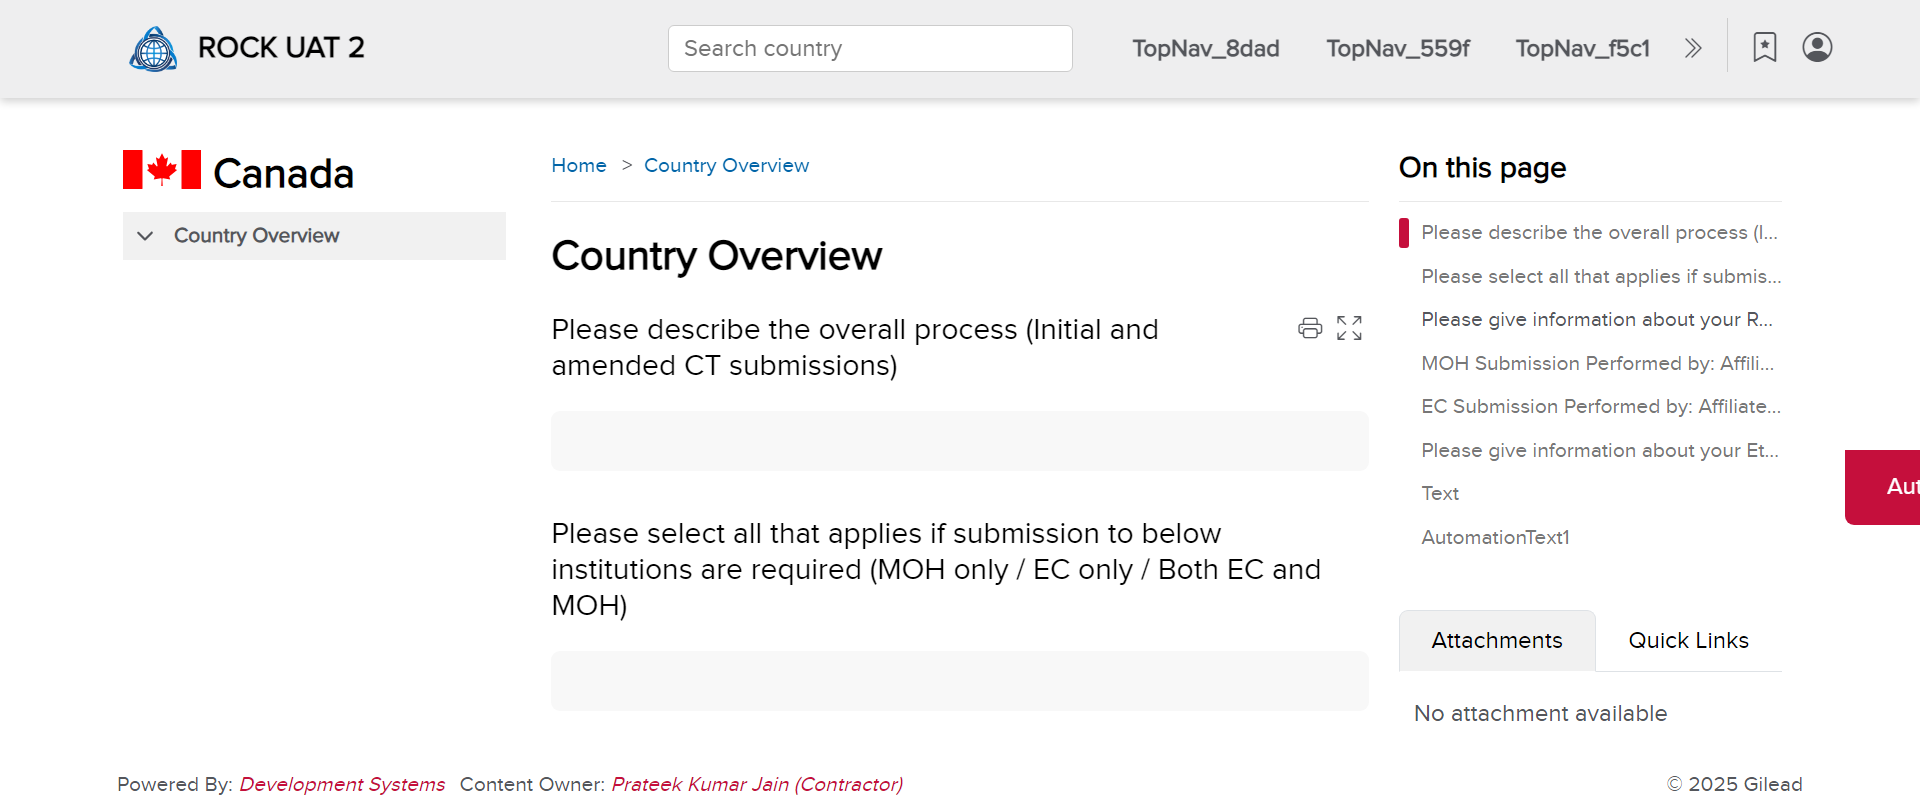 ROCK UAT 2
Search country
TopNav_8dad
TopNav_559f
TopNav_f5c1
Canada
Country Overview
Home > Country Overview
Country Overview
Please describe the overall process (Initial and
amended CT submissions)
Please select all that applies if submission to below
institutions are required (MOH only / EC only / Both EC and
MOH)
On this page
Please describe the overall process (I...
Please select all that applies if submis...
Please give information about your R...
MOH Submission Performed by: Affili...
EC Submission Performed by: Affiliate...
Please give information about your Et...
Text
AutomationText1
Aut
Attachments
Quick Links
No attachment available
Powered By: Development Systems Content Owner: Prateek Kumar Jain (Contractor)
© 2025 Gilead